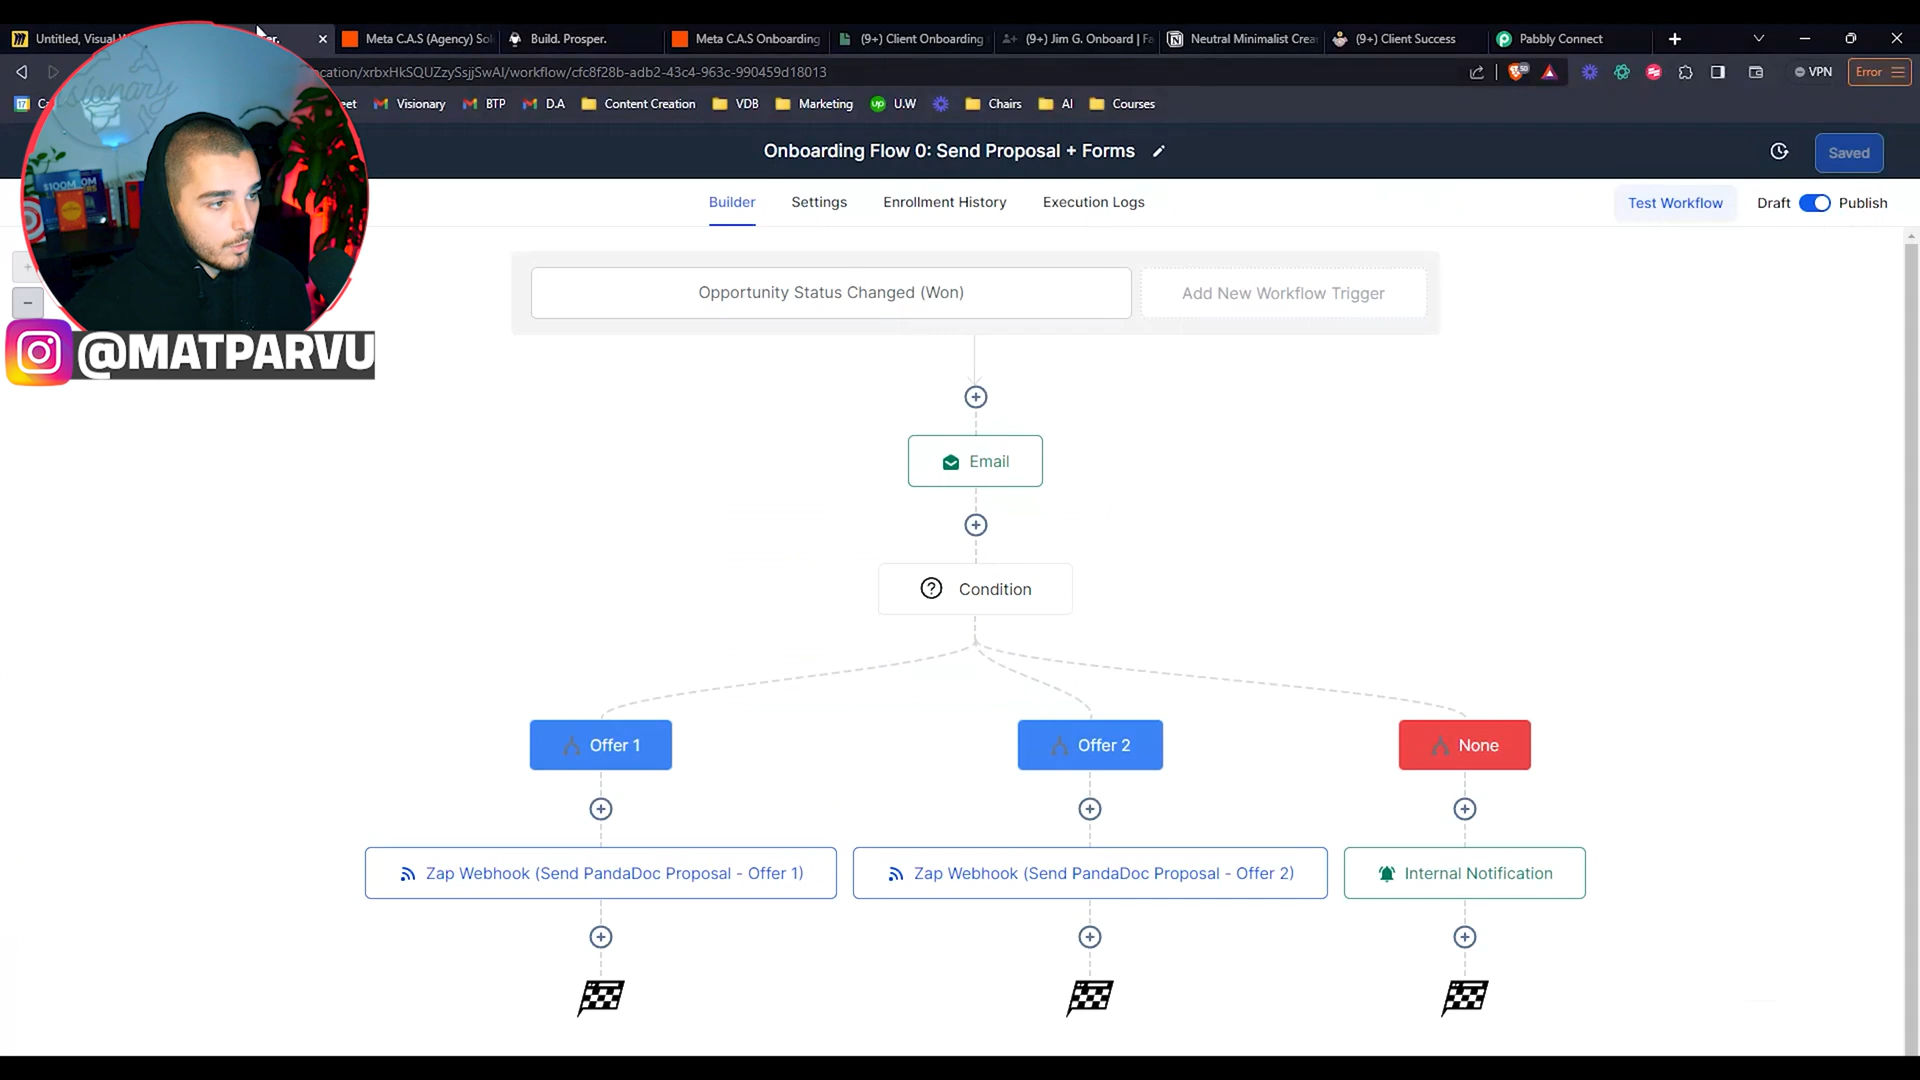 Untitled, Visual W
er.
Meta C.A.S (Agency) Sol
Build. Prosper.
Meta C.A.S Onboarding
(9+) Client Onboarding
(9+) Jim G. Onboard | Fa
Neutral Minimalist Crea
(9+) Client Success
Pabbly Connect
ocation/xrbxHkSQUZzySsjjSwAI/workflow/cfc8f28b-adb2-43c4-963c-990459d18013
VPN
Error
eet
Visionary
BTP
D.A
Content Creation
VDB
Marketing
U.W
Chairs
AI
Courses
Onboarding Flow 0: Send Proposal + Forms
Saved
Builder
Settings
Enrollment History
Execution Logs
Test Workflow
Draft
Publish
$100M
@MATPARVU
Opportunity Status Changed (Won)
Add New Workflow Trigger
Email
Condition
Offer 1
Offer 2
None
Zap Webhook (Send PandaDoc Proposal - Offer 1)
Zap Webhook (Send PandaDoc Proposal - Offer 2)
Internal Notification